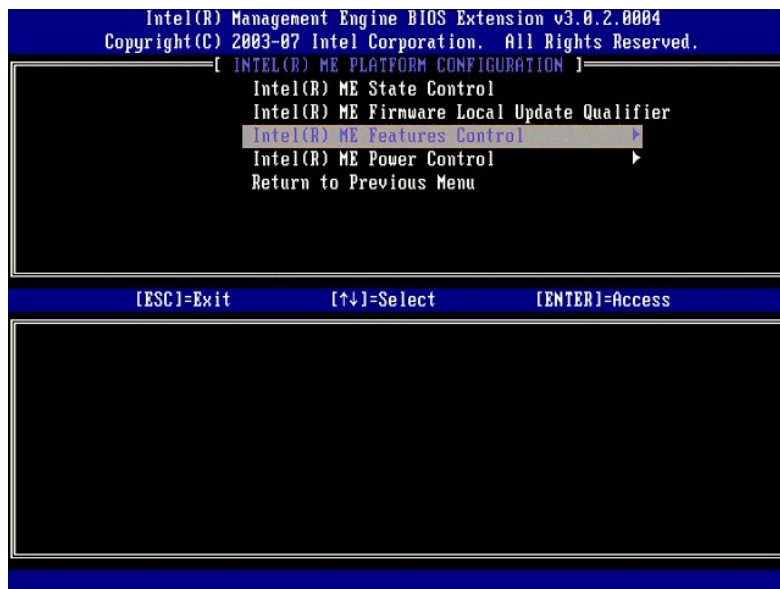 Intel(R) Management Engine BIOS Extension v3.0.2.0004
Copyright(C) 2003-07 Intel Corporation. All Rights Reserved.
[ INTEL(R) ME PLATFORM CONFIGURATION ]
Intel(R) ME State Control
Intel(R) ME Firmware Local Update Qualifier
Intel(R) ME Features Control ►
Intel(R) ME Power Control ►
Return to Previous Menu
[ESC]=Exit [↑↓]=Select [ENTER]=Access